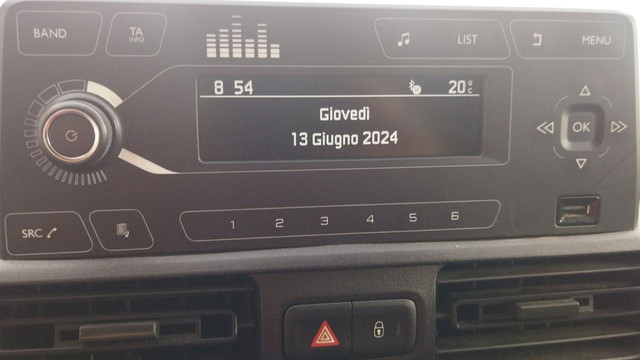 BAND
TA
INFO
LIST
MENU
8 54
20°C
Giovedì
13 Giugno 2024
OK
SRC
1 2 3 4 5 6